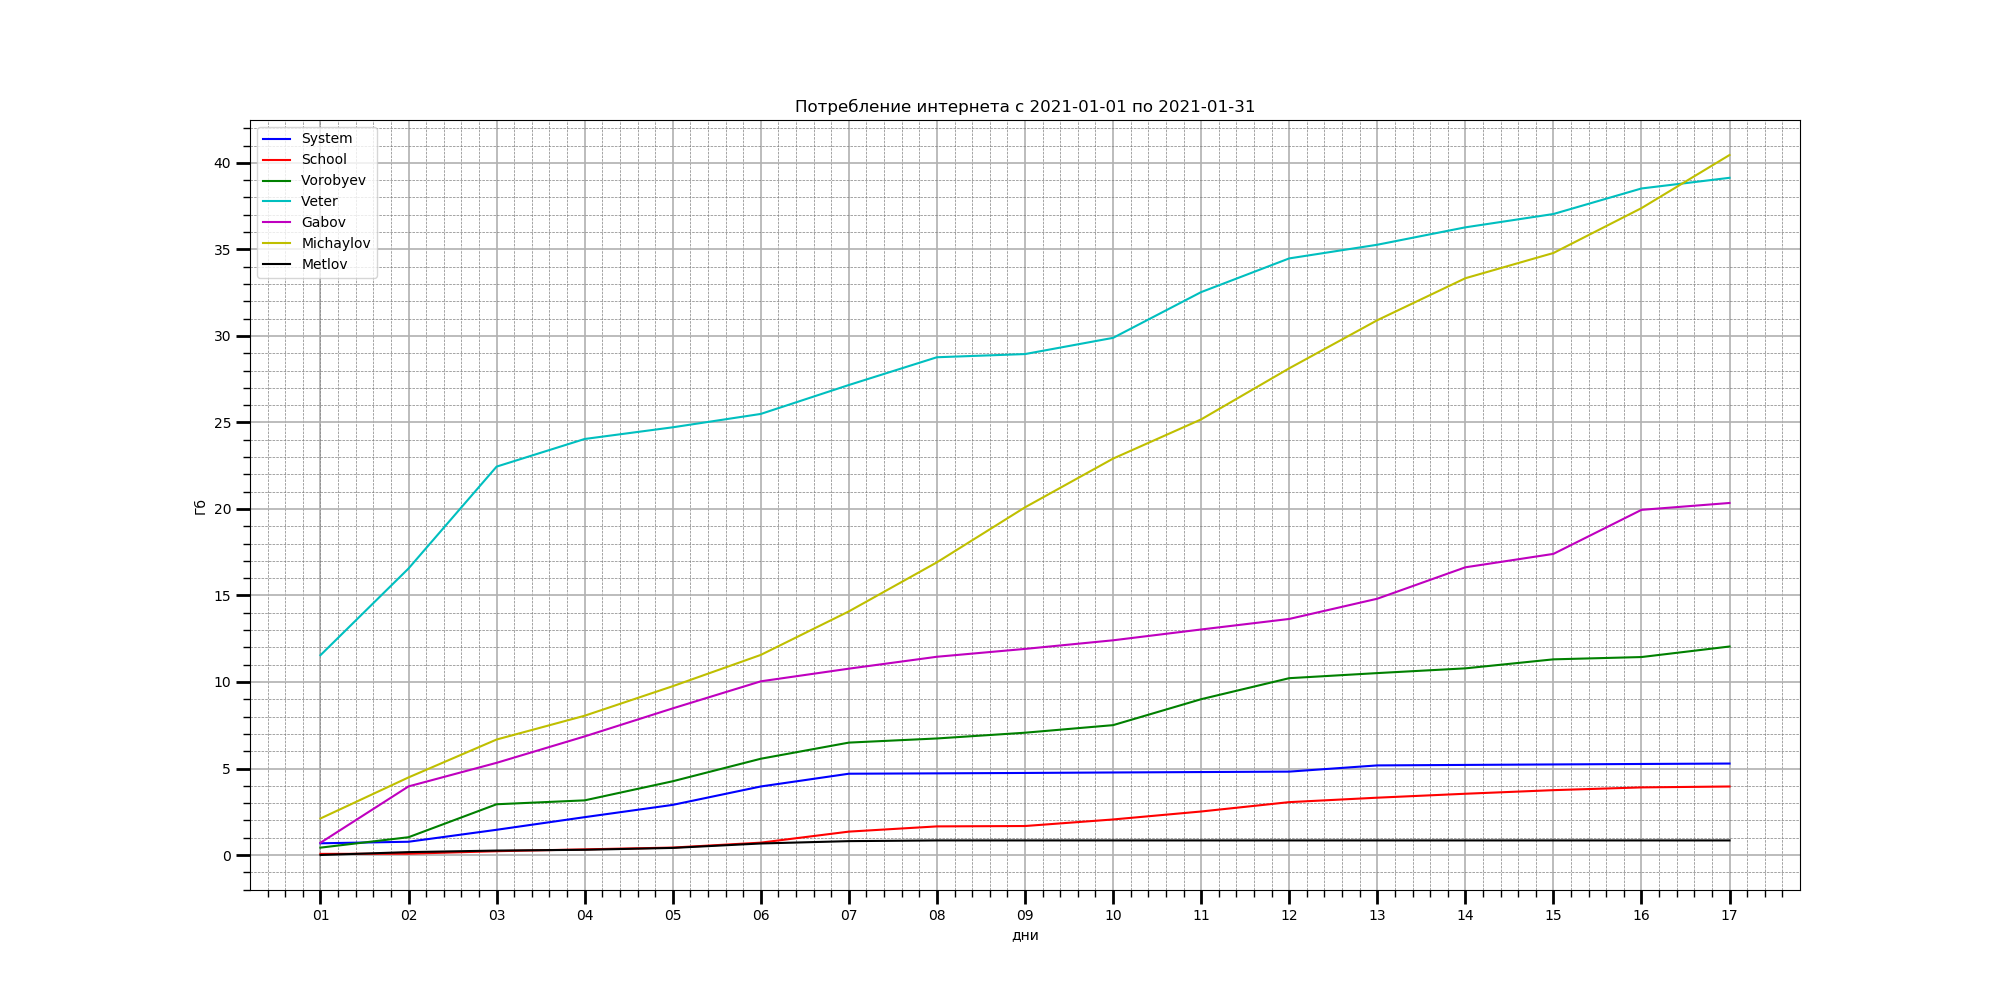 Потребление интернета с 2021-01-01 по 2021-01-31
System
School
Vorobyev
Veter
Gabov
Michaylov
Metlov
40
35
30
25
20
15
10
5
0
Гб
01 02 03 04 05 06 07 08 09 10 11 12 13 14 15 16 17
дни